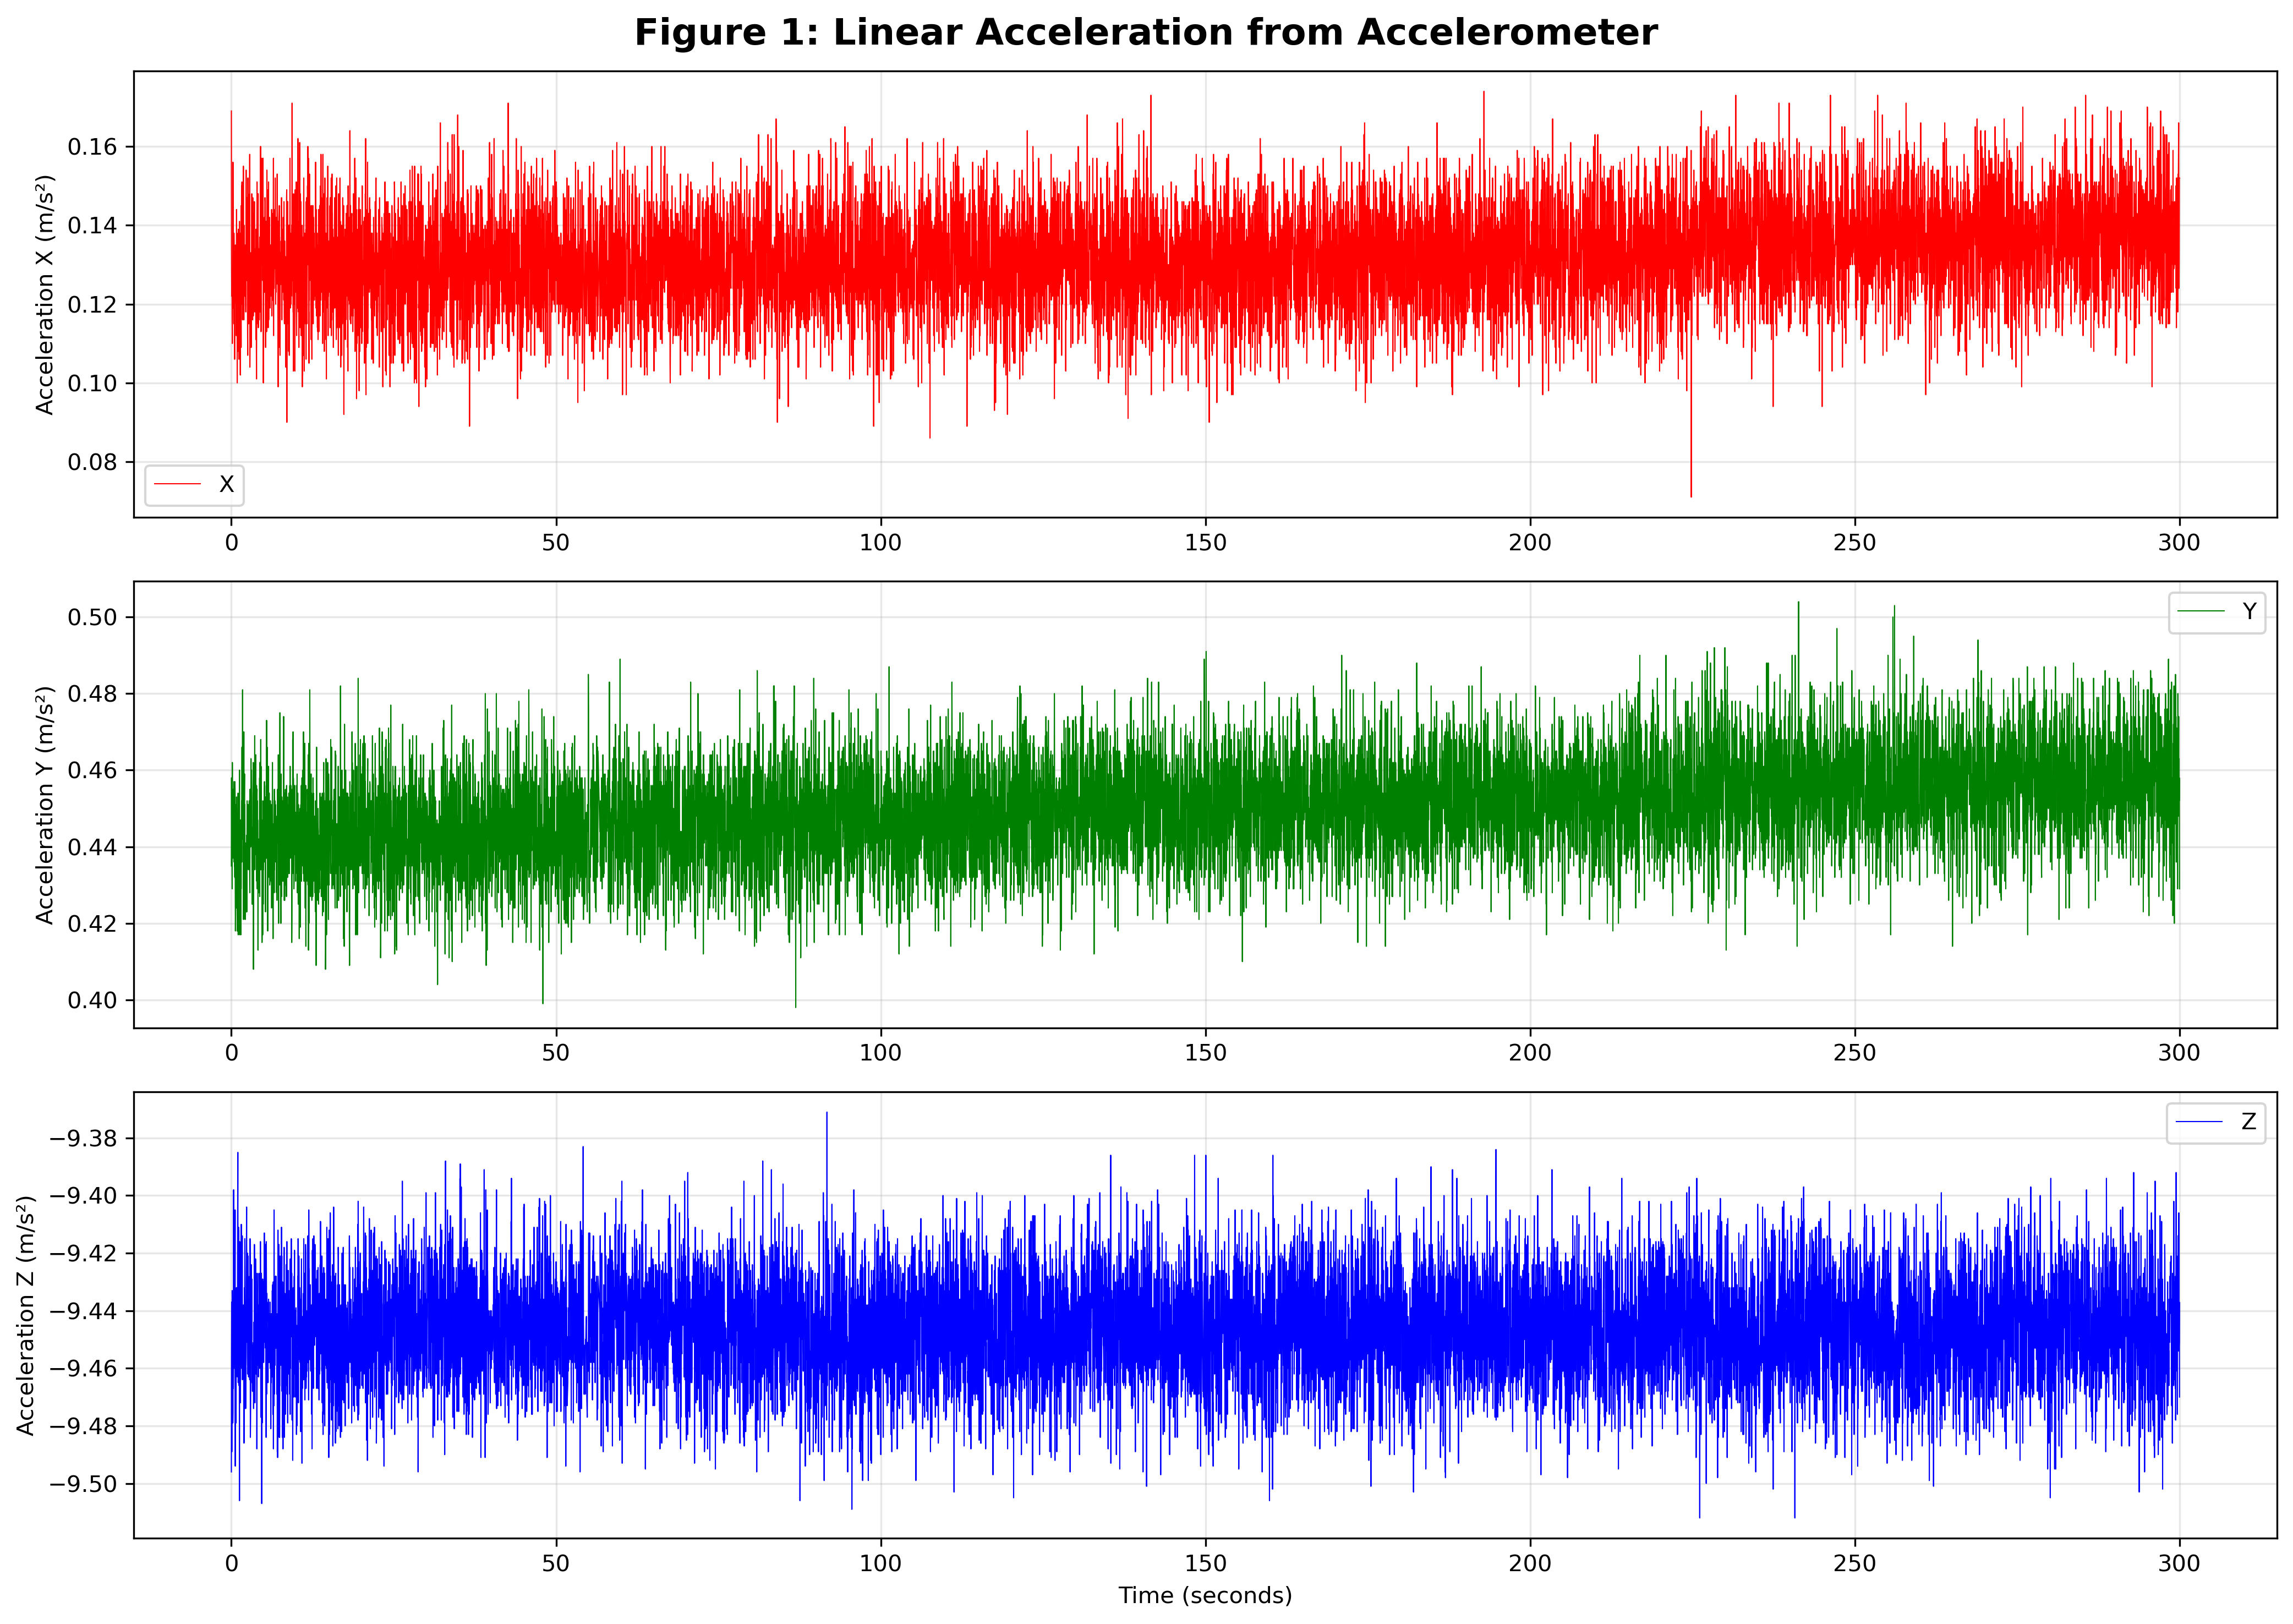 Figure 1: Linear Acceleration from Accelerometer
Acceleration X (m/s²)
0.16
0.14
0.12
0.10
0.08
X
0 50 100 150 200 250 300
Acceleration Y (m/s²)
0.50
0.48
0.46
0.44
0.42
0.40
Y
0 50 100 150 200 250 300
Acceleration Z (m/s²)
−9.38
−9.40
−9.42
−9.44
−9.46
−9.48
−9.50
Z
0 50 100 150 200 250 300
Time (seconds)